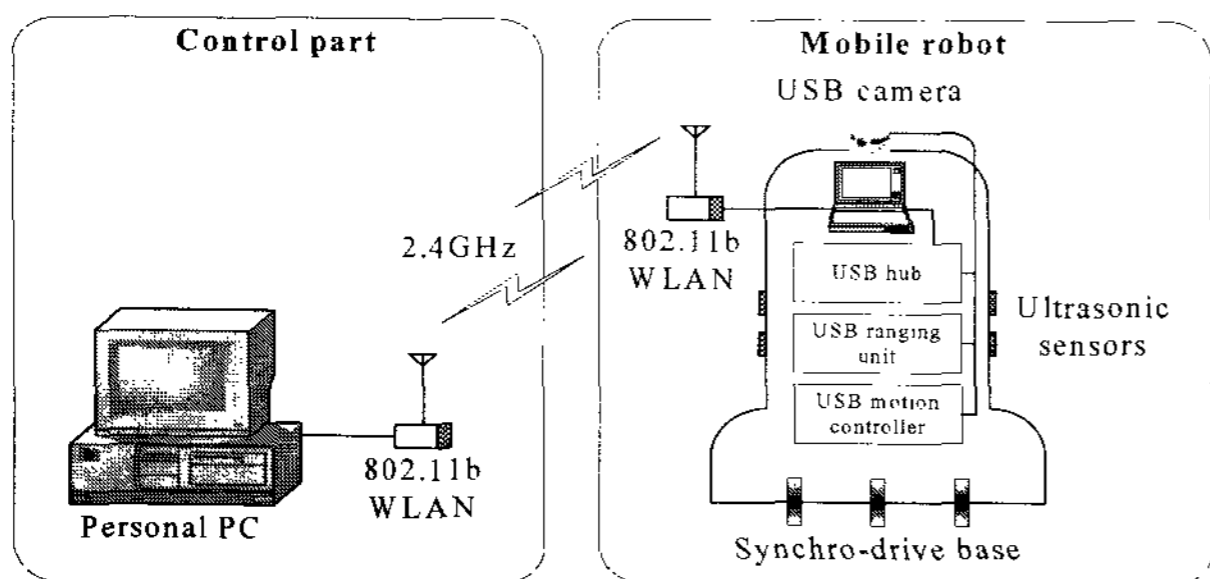 Control part
2.4GHz
802.11b
WLAN
Personal PC
Mobile robot
USB camera
802.11b
WLAN
USB hub
USB ranging
unit
USB motion
controller
Ultrasonic
sensors
Synchro-drive base